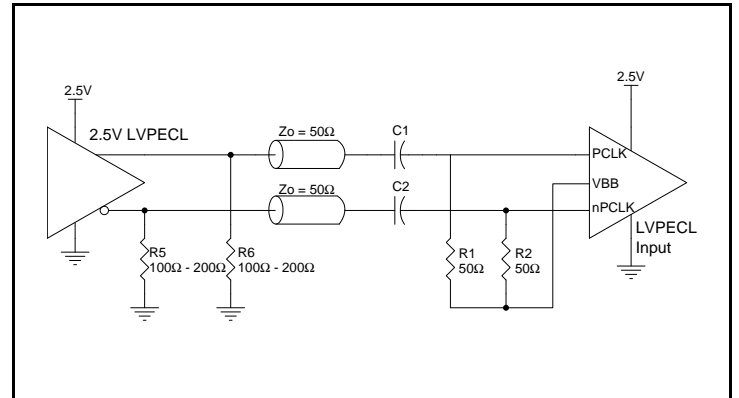 2.5V
2.5V
2.5V LVPECL
Zo = 50Ω
C1
PCLK
VBB
Zo = 50Ω
C2
nPCLK
LVPECL
Input
R5
100Ω - 200Ω
R6
100Ω - 200Ω
R1
50Ω
R2
50Ω